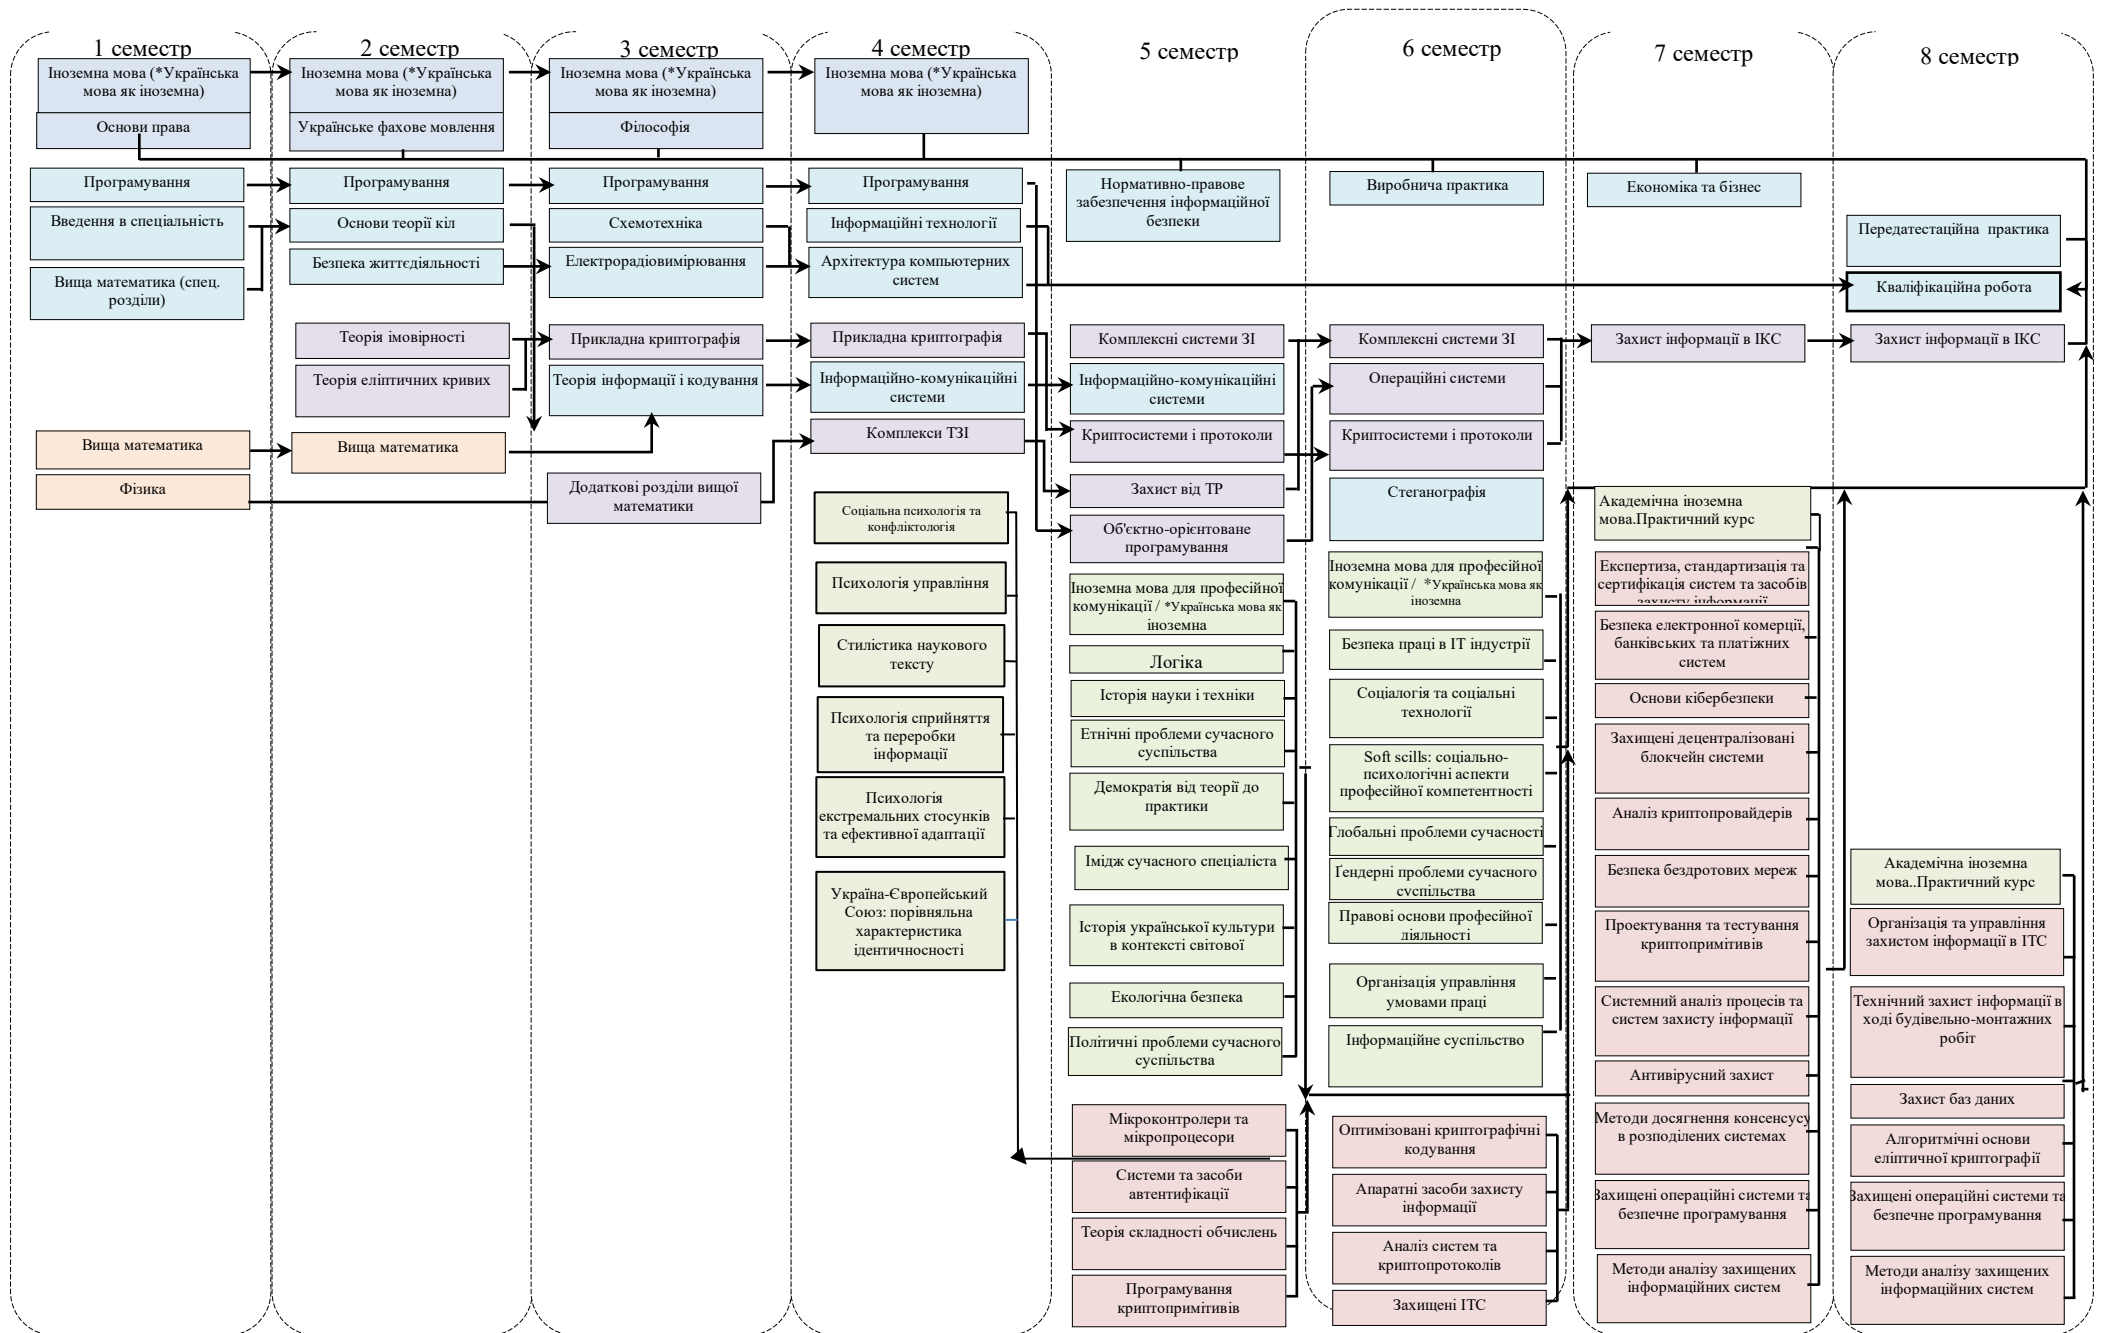 1 семестр
Іноземна мова (*Українська
мова як іноземна)
Основи права
Програмування
Введення в спеціальність
Вища математика (спец.
розділи)
Вища математика
Фізика
2 семестр
Іноземна мова (*Українська
мова як іноземна)
Українське фахове мовлення
Програмування
Основи теорії кіл
Безпека життєдіяльності
Теорія імовірності
Теорія еліптичних кривих
Вища математика
3 семестр
Іноземна мова (*Українська
мова як іноземна)
Філософія
Програмування
Схемотехніка
Електрорадіовимірювання
Прикладна криптографія
Теорія інформації і кодування
Додаткові розділи вищої
математики
4 семестр
Іноземна мова (*Українська
мова як іноземна)
Програмування
Інформаційні технології
Архітектура компьютерних
систем
Прикладна криптографія
Інформаційно-комунікаційні
системи
Комплекси ТЗІ
Соціальна психологія та
конфліктологія
Психологія управління
Стилістика наукового
тексту
Психологія сприйняття
та переробки
інформації
Психологія
екстремальних стосунків
та ефективної адаптації
Україна-Європейський
Союз: порівняльна
характеристика
ідентичносності
5 семестр
Нормативно-правове
забезпечення інформаційної
безпеки
Комплексні системи ЗІ
Інформаційно-комунікаційні
системи
Криптосистеми і протоколи
Захист від ТР
Об'єктно-орієнтоване
програмування
Іноземна мова для професійної
комунікації / *Українська мова як
іноземна
Логіка
Історія науки і техніки
Етнічні проблеми сучасного
суспільства
Демократія від теорії до
практики
Імідж сучасного спеціаліста
Історія української культури
в контексті світової
Екологічна безпека
Політичні проблеми сучасного
суспільства
Мікроконтролери та
мікропроцесори
Системи та засоби
автентифікації
Теорія складності обчислень
Програмування
криптопримітивів
6 семестр
Виробнича практика
Комплексні системи ЗІ
Операційні системи
Криптосистеми і протоколи
Стеганографія
Іноземна мова для професійної
комунікації / *Українська мова як
іноземна
Безпека праці в ІТ індустрії
Соціалогія та соціальні
технології
Soft scills: соціально-
психологічні аспекти
професійної компетентності
Глобальні проблеми сучасності
Ґендерні проблеми сучасного
суспільства
Правові основи професійної
діяльності
Організація управління
умовами праці
Інформаційне суспільство
Оптимізовані криптографічні
кодування
Апаратні засоби захисту
інформації
Аналіз систем та
криптопротоколів
Захищені ІТС
7 семестр
Економіка та бізнес
Захист інформації в ІКС
Академічна іноземна
мова.Практичний курс
Експертиза, стандартизація та
сертифікація систем та засобів
захисту інформації
Безпека електронної комерції,
банківських та платіжних
систем
Основи кібербезпеки
Захищені децентралізовані
блокчейн системи
Аналіз криптопровайдерів
Безпека бездротових мереж
Проектування та тестування
криптопримітивів
Системний аналіз процесів та
систем захисту інформації
Антивірусний захист
Методи досягнення консенсусу
в розподілених системах
Захищені операційні системи та
безпечне програмування
Методи аналізу захищених
інформаційних систем
8 семестр
Передатестаційна практика
Кваліфікаційна робота
Захист інформації в ІКС
Академічна іноземна
мова..Практичний курс
Організація та управління
захистом інформації в ІТС
Технічний захист інформації в
ході будівельно-монтажних
робіт
Захист баз даних
Алгоритмічні основи
еліптичної криптографії
Захищені операційні системи та
безпечне програмування
Методи аналізу захищених
інформаційних систем